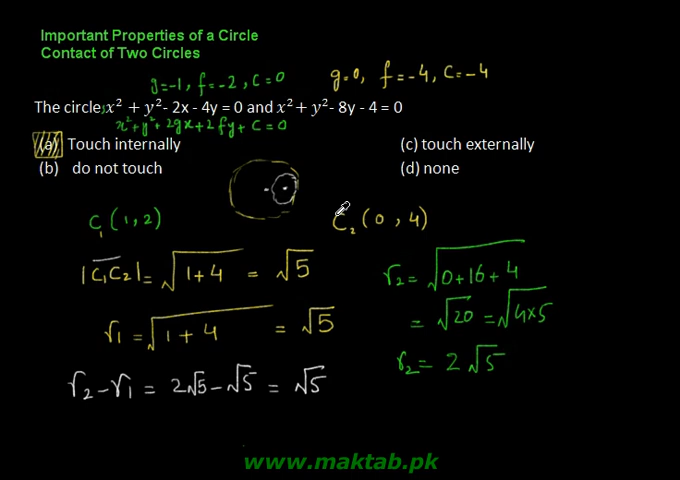 Important Properties of a Circle
Contact of Two Circles
g=-1, f=-2, C=0
g=0, f=-4, C=-4
The circle x² + y²- 2x - 4y = 0 and x² + y²- 8y - 4 = 0
x²+y²+2gx+2fy+C=0
(a) Touch internally
(c) touch externally
(b) do not touch
(d) none
C₁(1,2)
C₂(0,4)
|C₁C₂|=√1+4 = √5
r₁=√1+4 = √5
r₂=√0+16+4
=√20=√4×5
r₂= 2√5
r₂-r₁ = 2√5-√5 = √5
www.maktab.pk